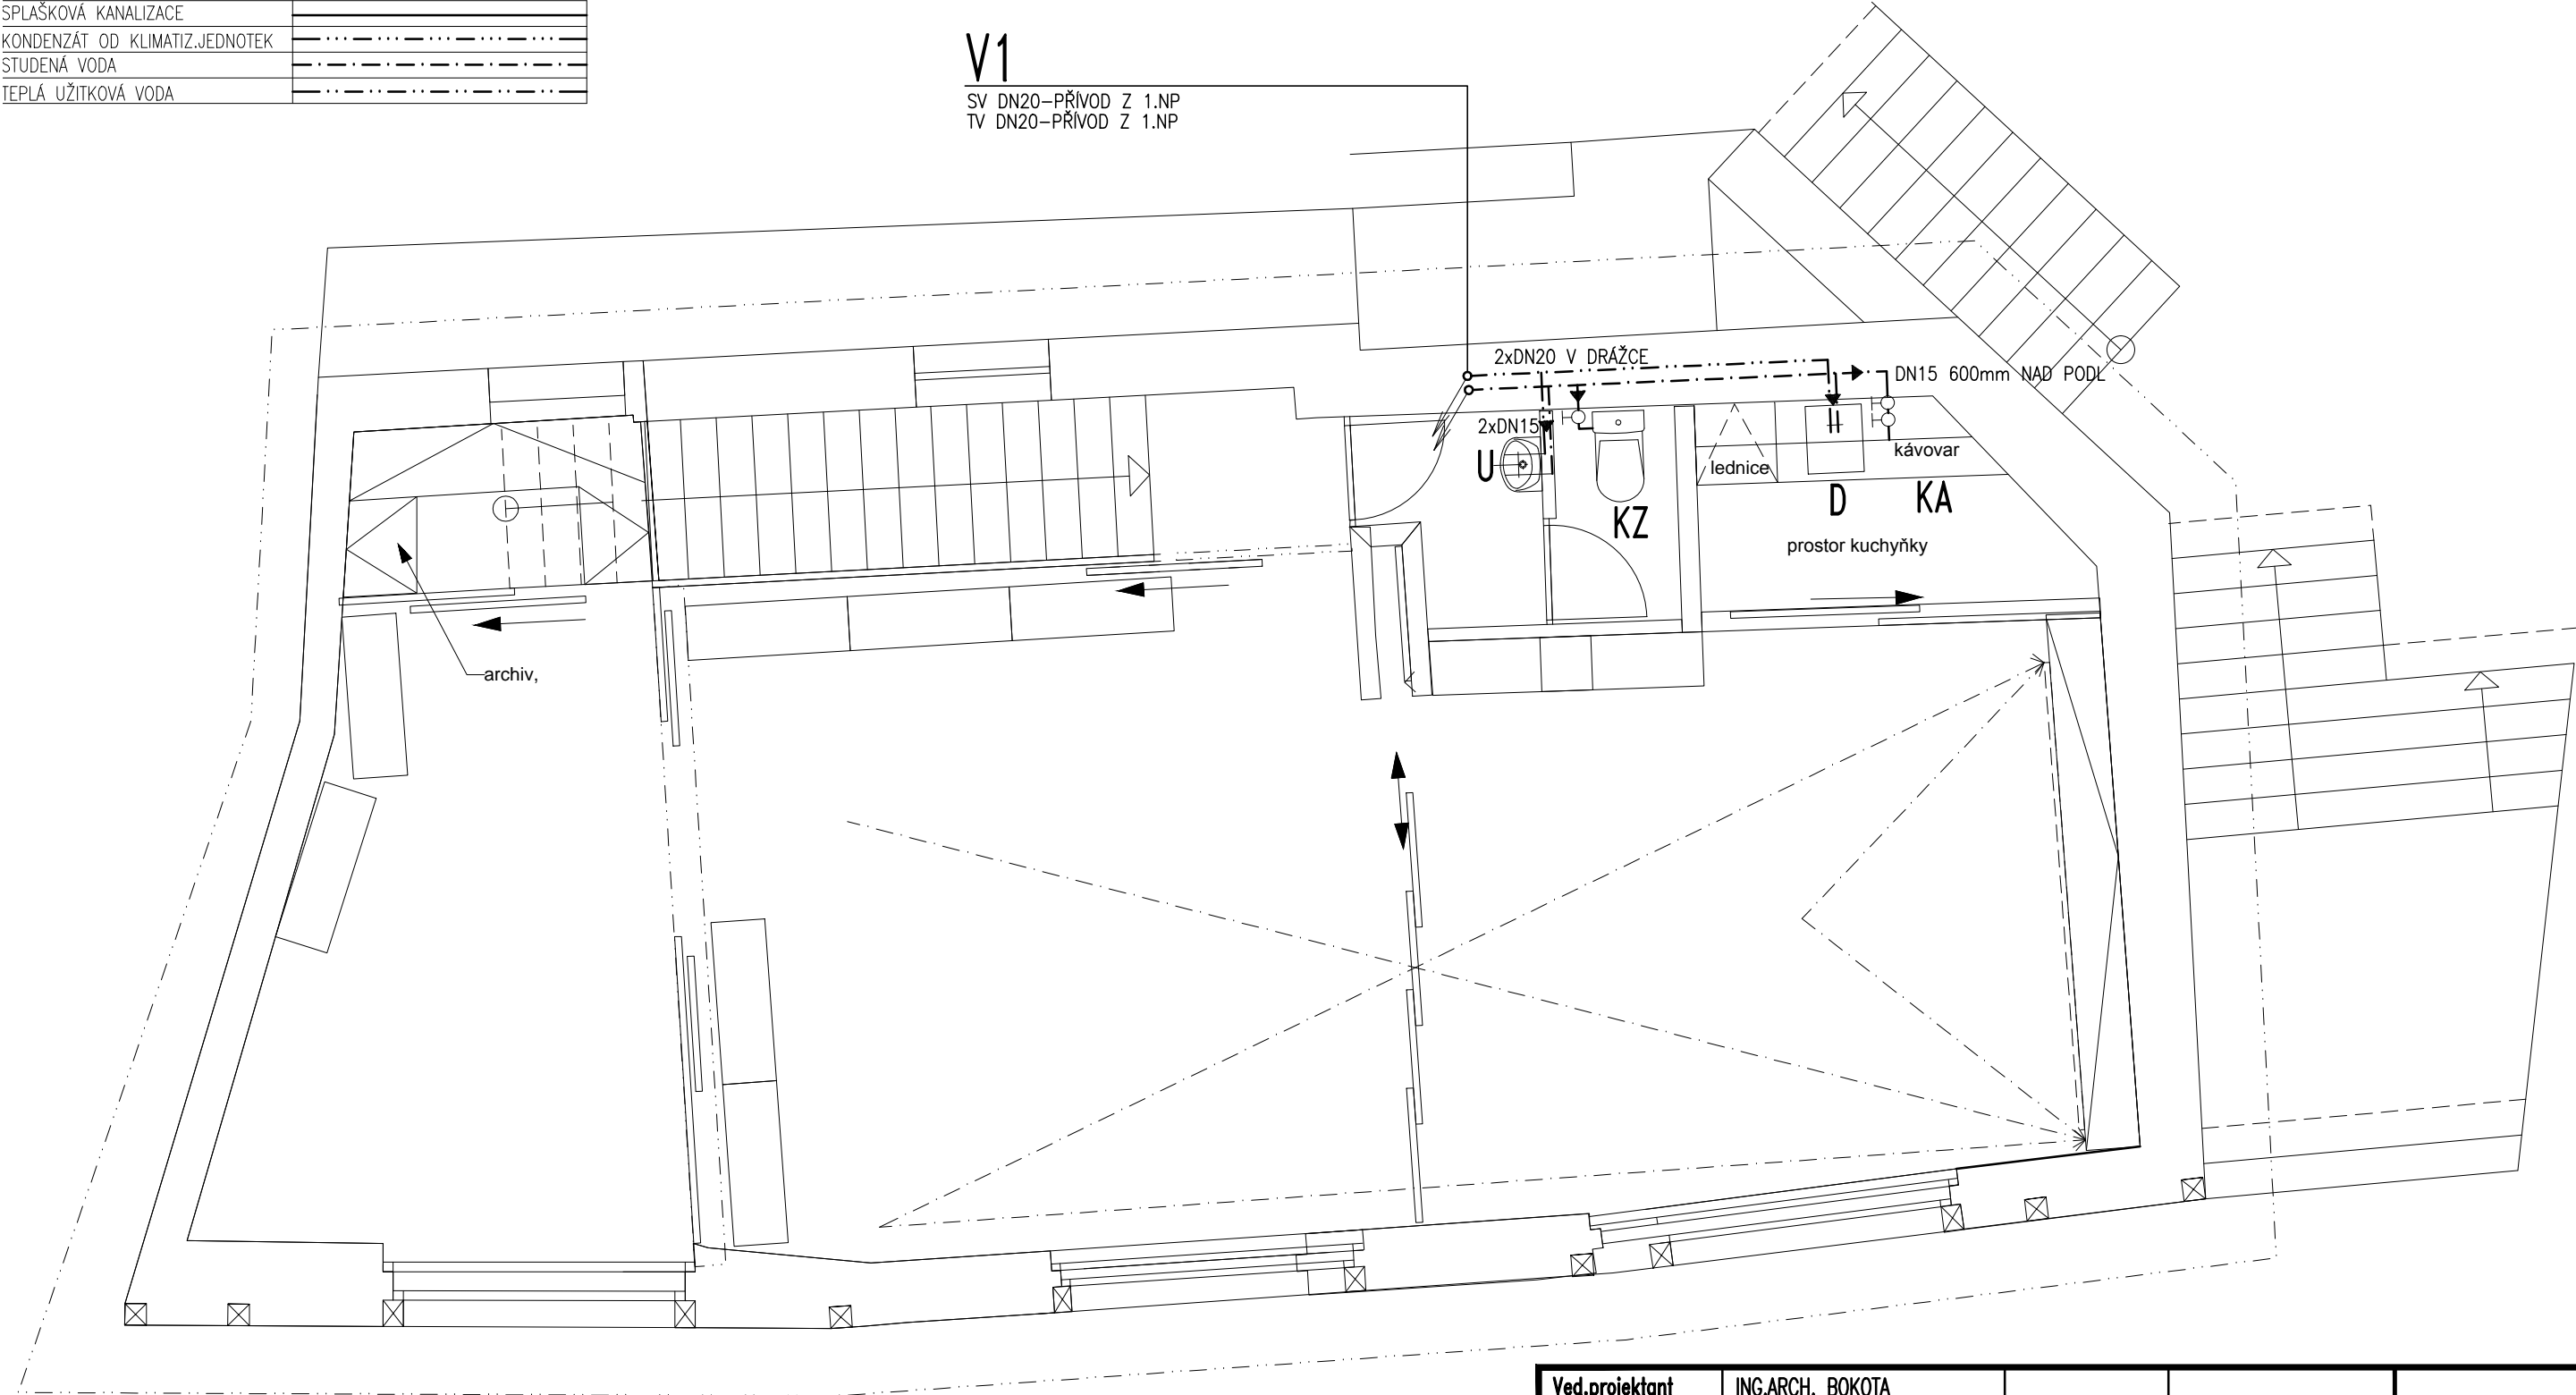 SPLAŠKOVÁ KANALIZACE
KONDENZÁT OD KLIMATIZ.JEDNOTEK
STUDENÁ VODA
TEPLÁ UŽITKOVÁ VODA
V1
SV DN20-PŘÍVOD Z 1.NP
TV DN20-PŘÍVOD Z 1.NP
2xDN20 V DRÁŽCE
DN15 600mm NAD PODL
2xDN15
U
KZ
lednice
D
kávovar
KA
prostor kuchyňky
archiv,
Ved.projektant ING.ARCH. BOKOTA